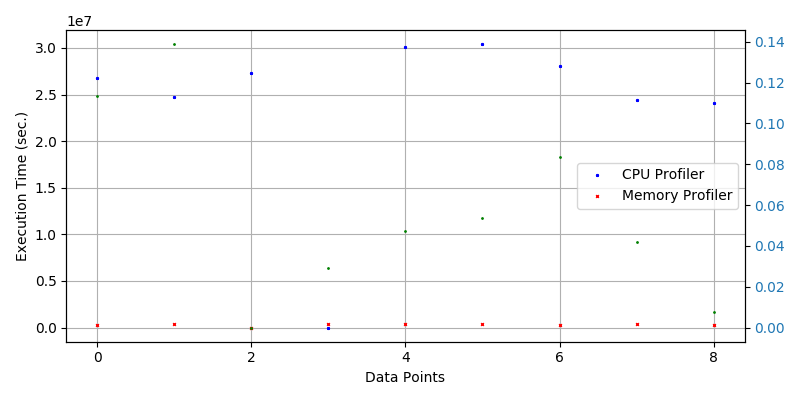 1e7
3.0
2.5
2.0
1.5
1.0
0.5
0.0
Execution Time (sec.)
0.14
0.12
0.10
0.08
0.06
0.04
0.02
0.00
CPU Profiler
Memory Profiler
0 2 4 6 8
Data Points